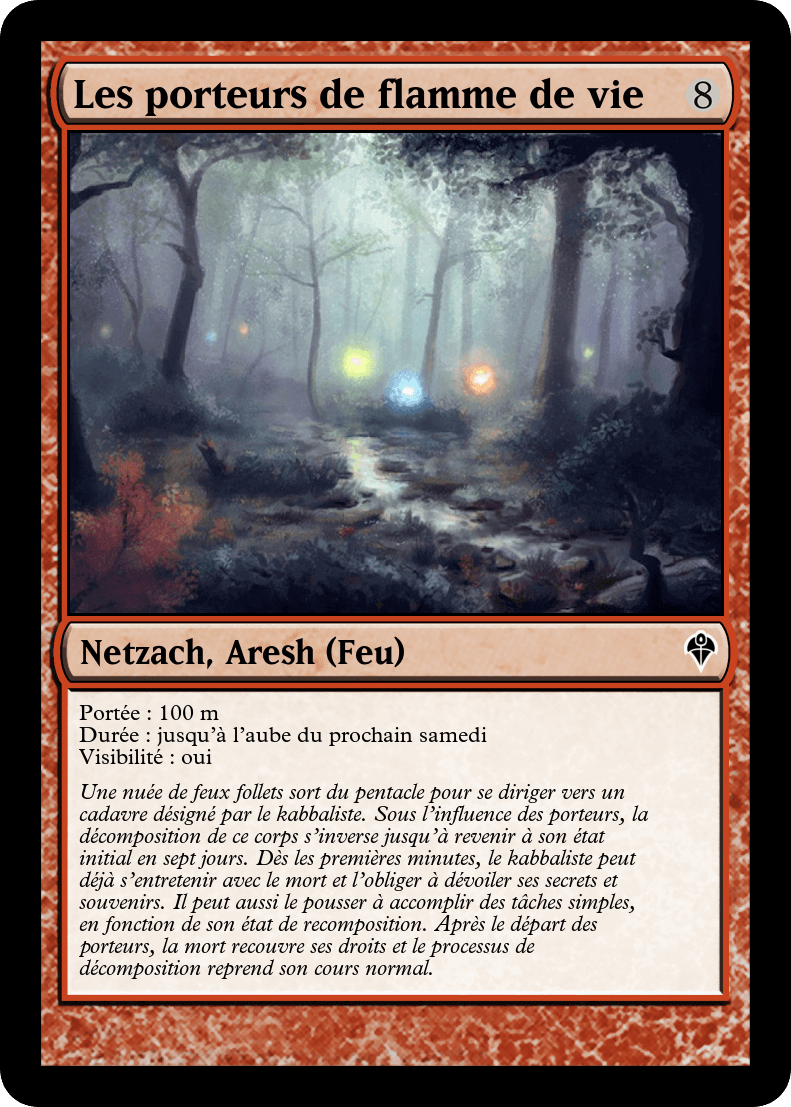 Les porteurs de flamme de vie 8
Netzach, Aresh (Feu)
Portée : 100 m
Durée : jusqu'à l'aube du prochain samedi
Visibilité : oui
Une nuée de feux follets sort du pentacle pour se diriger vers un
cadavre désigné par le kabbaliste. Sous l'influence des porteurs, la
décomposition de ce corps s'inverse jusqu'à revenir à son état
initial en sept jours. Dès les premières minutes, le kabbaliste peut
déjà s'entretenir avec le mort et l'obliger à dévoiler ses secrets et
souvenirs. Il peut aussi le pousser à accomplir des tâches simples,
en fonction de son état de recomposition. Après le départ des
porteurs, la mort recouvre ses droits et le processus de
décomposition reprend son cours normal.